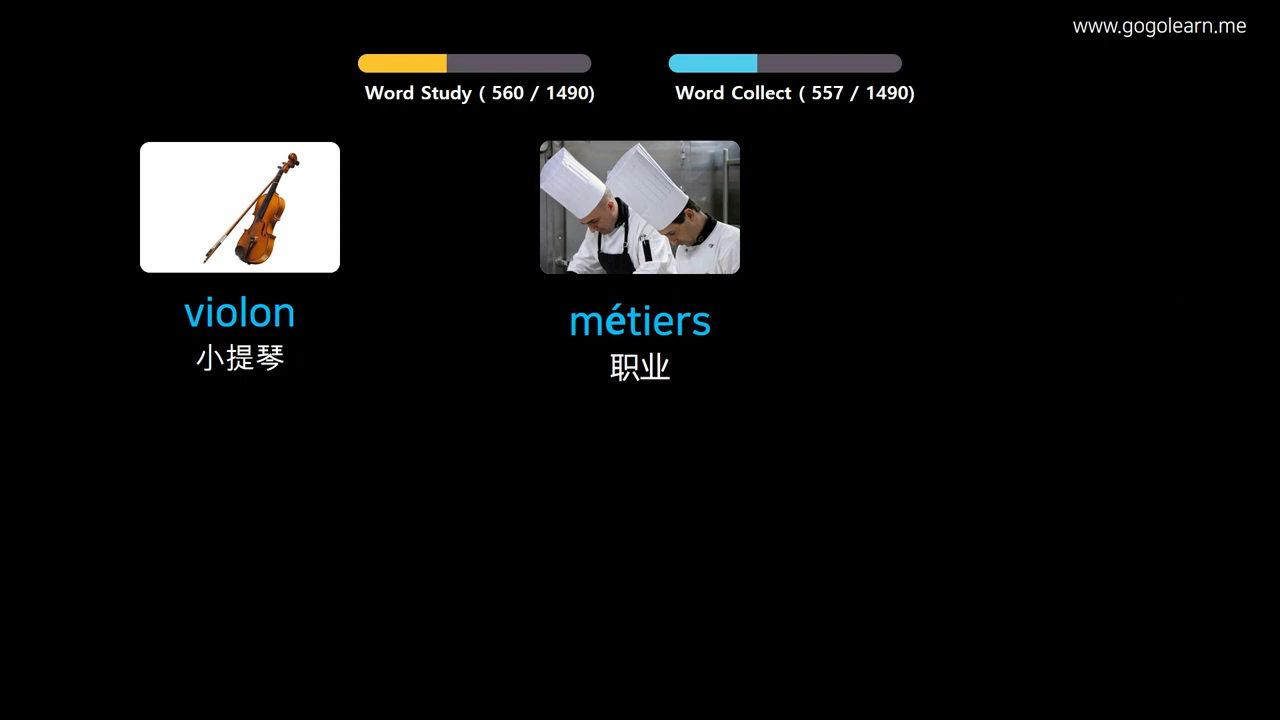 www.gogolearn.me
Word Study ( 560 / 1490)
Word Collect ( 557 / 1490)
violon
小提琴
métiers
职业